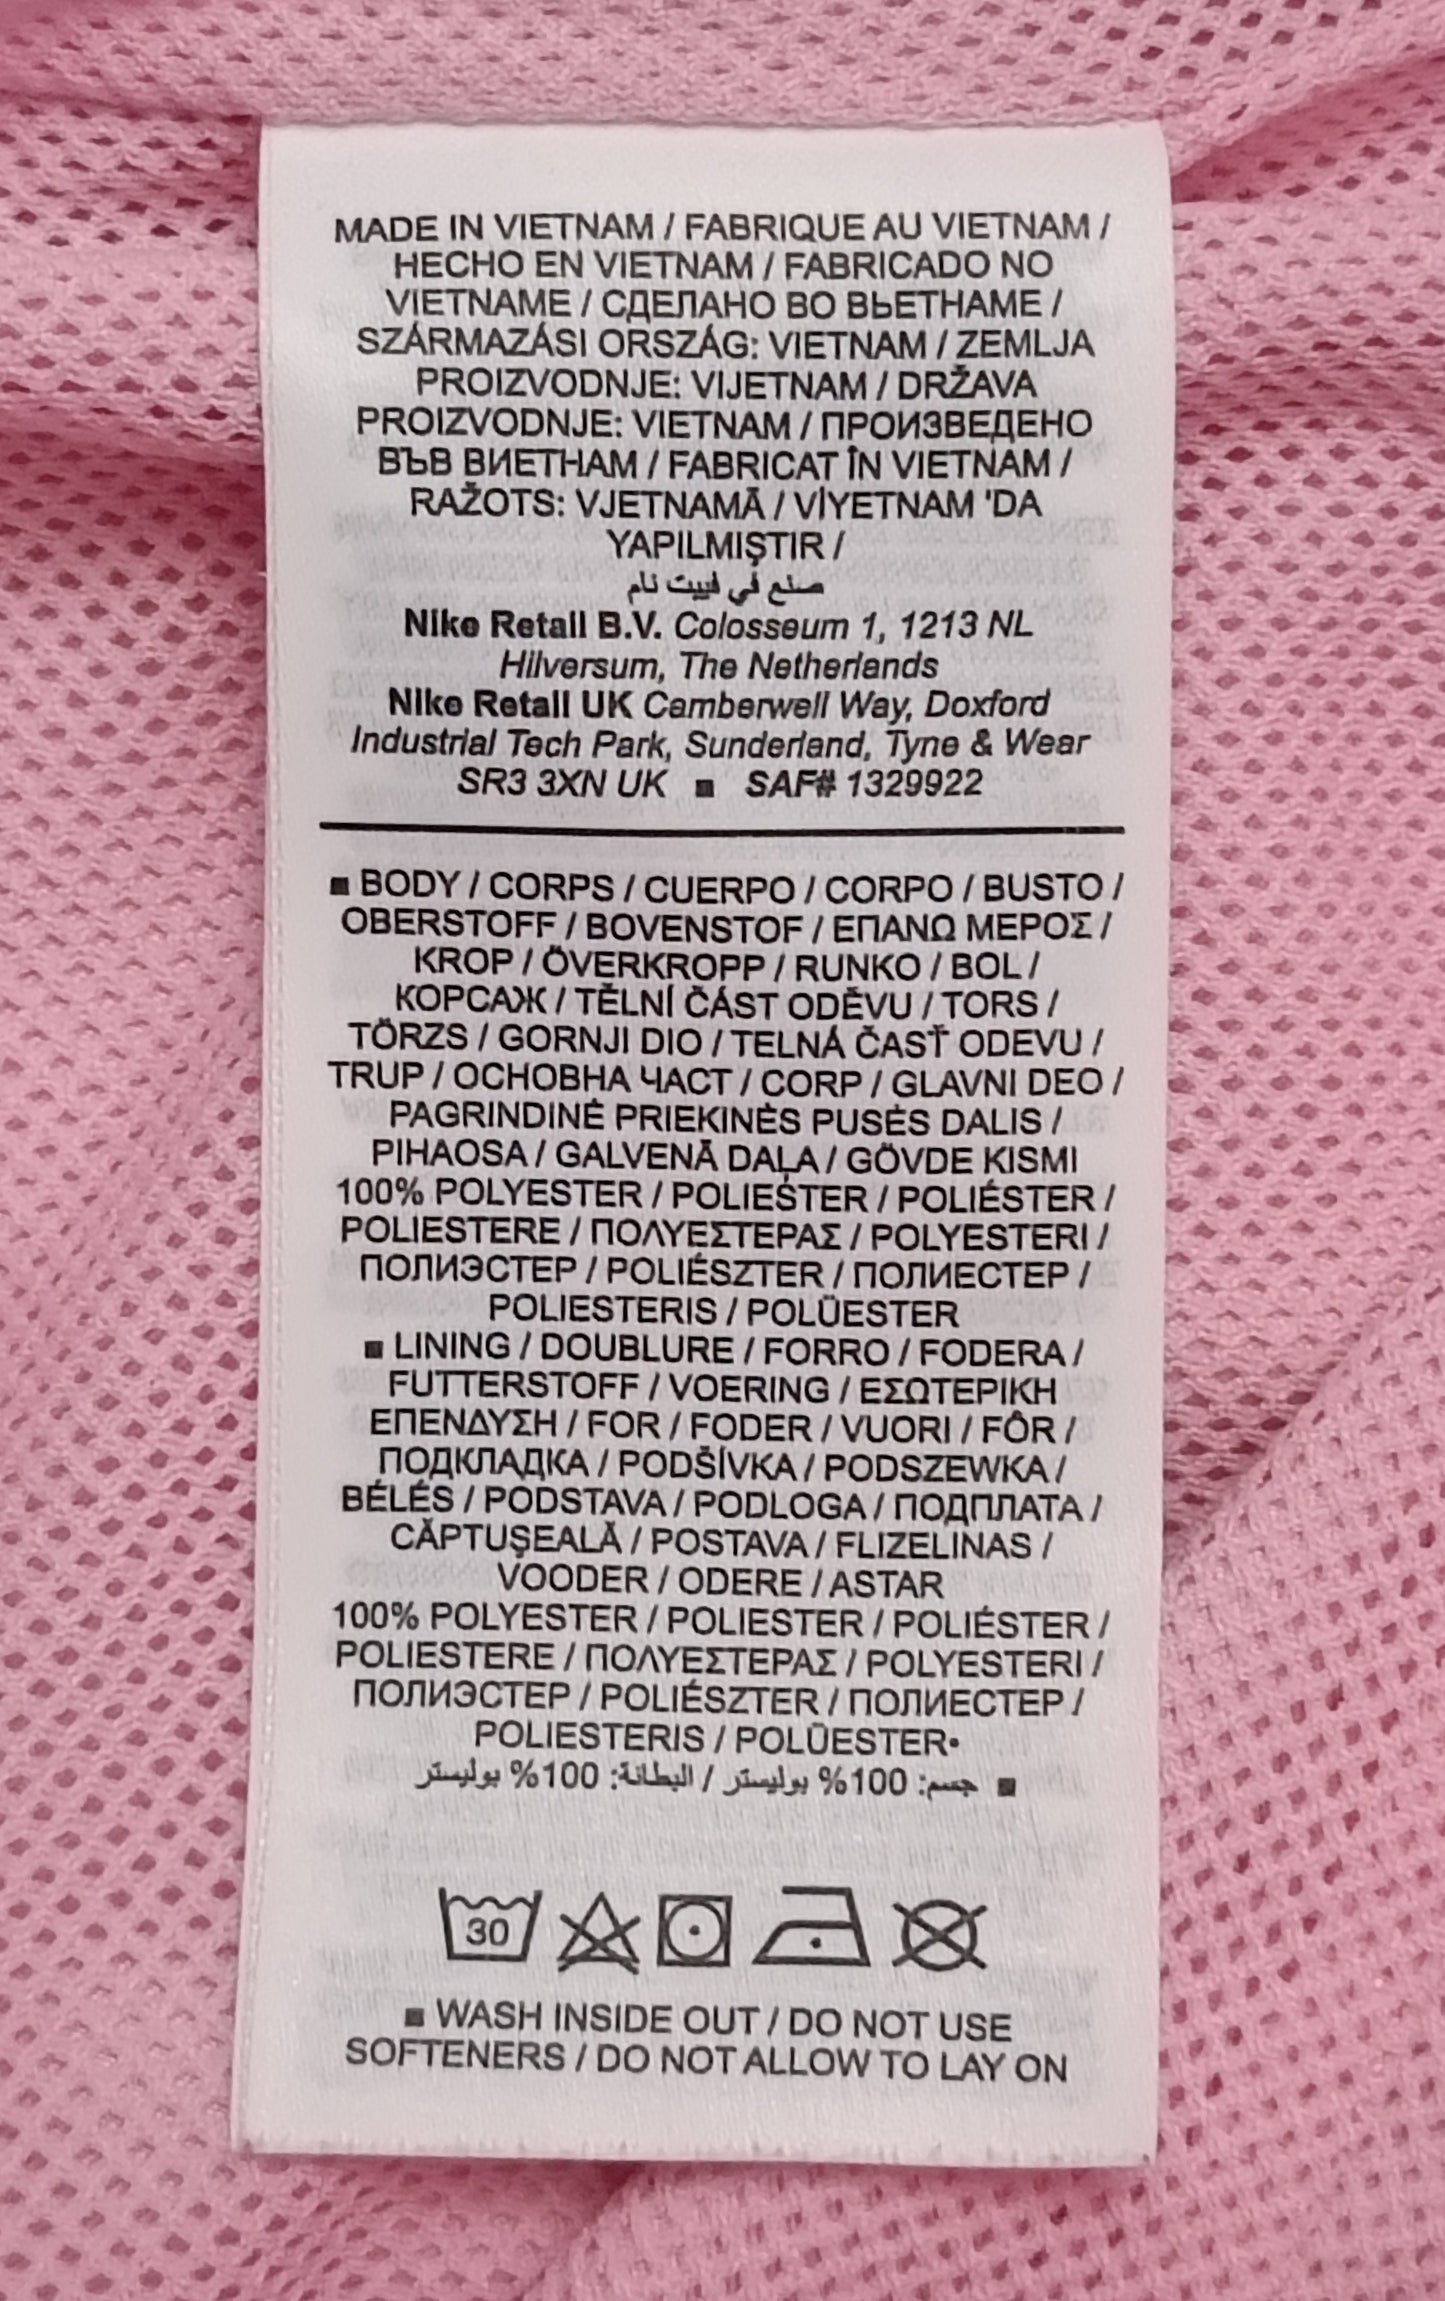 MADE IN VIETNAM / FABRIQUE AU VIETNAM /
HECHO EN VIETNAM / FABRICADO NO
VIETNAME / СДЕЛАНО ВО ВЬЕТНАМЕ /
SZÁRMAZÁSI ORSZÁG: VIETNAM / ZEMLJA
PROIZVODNJE: VIJETNAM / DRŽAVA
PROIZVODNJE: VIETNAM / ПРОИЗВЕДЕНО
ВЪВ ВИЕТНАМ / FABRICAT ÎN VIETNAM /
RAŽOTS: VJETNAMĀ / VİYETNAM 'DA
YAPILMIŞTIR /
صنع في فييت نام
Nike Retail B.V. Colosseum 1, 1213 NL
Hilversum, The Netherlands
Nike Retail UK Camberwell Way, Doxford
Industrial Tech Park, Sunderland, Tyne & Wear
SR3 3XN UK ■ SAF# 1329922
■ BODY / CORPS / CUERPO / CORPO / BUSTO /
OBERSTOFF / BOVENSTOF / ΕΠΑΝΩ ΜΕΡΟΣ /
KROP / ÖVERKROPP / RUNKO / BOL /
КОРСАЖ / TĚLNÍ ČÁST ODĚVU / TORS /
TÖRZS / GORNJI DIO / TELNÁ ČASŤ ODEVU /
TRUP / ОСНОВНА ЧАСТ / CORP / GLAVNI DEO /
PAGRINDINĖ PRIEKINĖS PUSĖS DALIS /
PIHAOSA / GALVENĀ DAĻA / GÖVDE KISMI
100% POLYESTER / POLIESTER / POLIÉSTER /
POLIESTERE / ΠΟΛΥΕΣΤΕΡΑΣ / POLYESTERI /
ПОЛИЭСТЕР / POLIÉSZTER / ПОЛИЕСТЕР /
POLIESTERIS / POLÜESTER
■ LINING / DOUBLURE / FORRO / FODERA /
FUTTERSTOFF / VOERING / ΕΣΩΤΕΡΙΚΗ
ΕΠΕΝΔΥΣΗ / FOR / FODER / VUORI / FÔR /
ПОДКЛАДКА / PODŠÍVKA / PODSZEWKA /
BÉLÉS / PODSTAVA / PODLOGA / ПОДПЛАТА /
CĂPTUŞEALĂ / POSTAVA / FLIZELINAS /
VOODER / ODERE / ASTAR
100% POLYESTER / POLIESTER / POLIÉSTER /
POLIESTERE / ΠΟΛΥΕΣΤΕΡΑΣ / POLYESTERI /
ПОЛИЭСТЕР / POLIÉSZTER / ПОЛИЕСТЕР /
POLIESTERIS / POLÜESTER•
■ جسم: 100% بوليستر / البطانة: 100% بوليستر
30
■ WASH INSIDE OUT / DO NOT USE
SOFTENERS / DO NOT ALLOW TO LAY ON